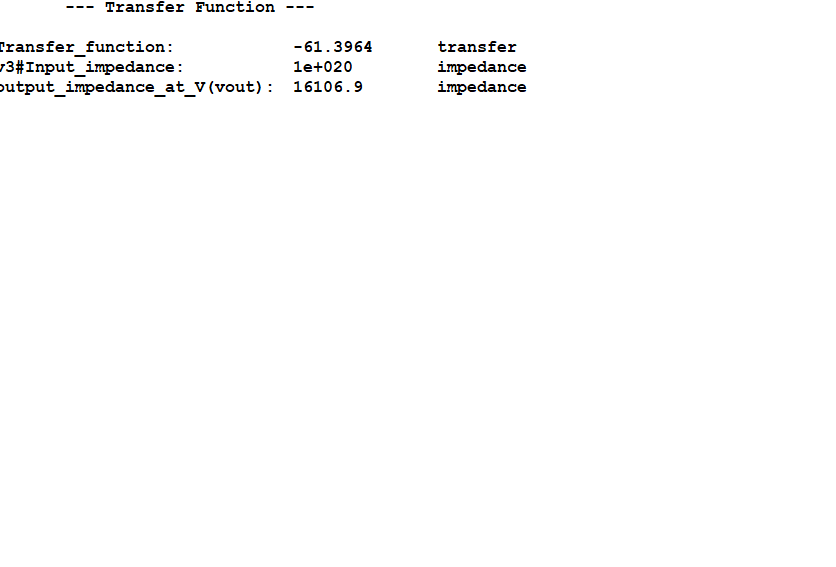 --- Transfer Function ---
Transfer_function: -61.3964 transfer
v3#Input_impedance: 1e+020 impedance
output_impedance_at_V(vout): 16106.9 impedance